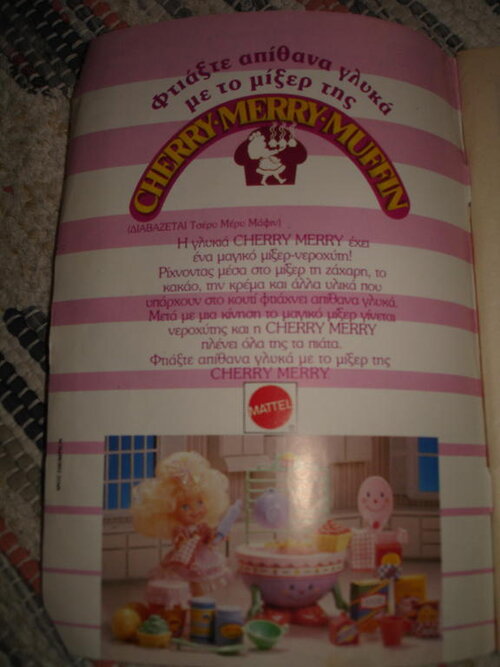 Φτιάξτε απίθανα γλυκά
με το μίξερ της
CHERRY·MERRY·MUFFIN
(ΔΙΑΒΑΖΕΤΑΙ Τσέρυ Μέρυ Μάφιν)
Η γλυκιά CHERRY MERRY έχει
ένα μαγικό μιξερ-νεροχύτη!
Ρίχνοντας μέσα στο μίξερ τη ζάχαρη, το
κακάο, την κρέμα και άλλα υλικά που
υπάρχουν στο κουτί φτιάχνει απίθανα γλυκά.
Μετά με μια κίνηση το μαγικό μιξερ γίνεται
νεροχύτης και η CHERRY MERRY
πλένει όλα της τα πιάτα.
Φτιάξτε απίθανα γλυκά με το μίξερ της
CHERRY MERRY
MATTEL